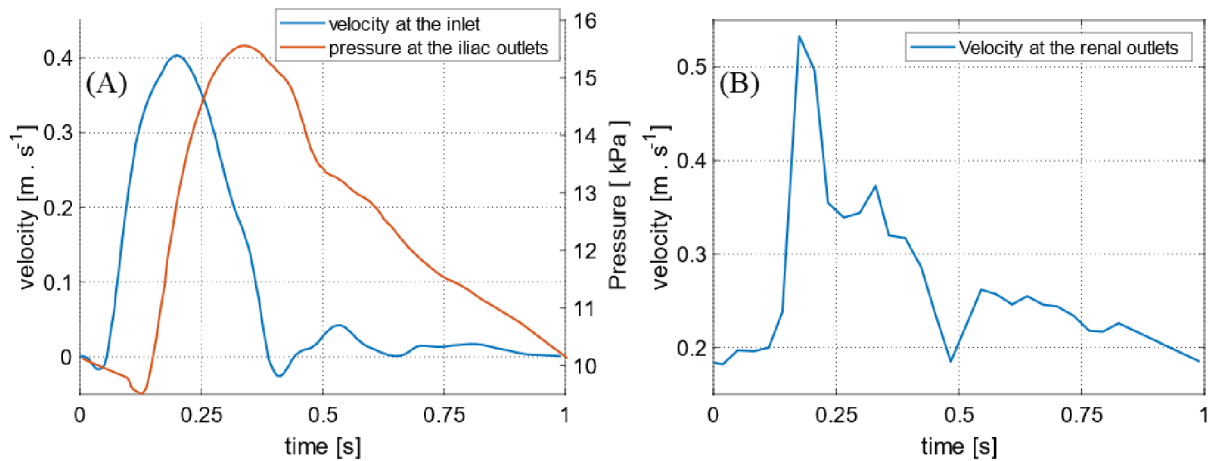 velocity at the inlet
pressure at the iliac outlets
(A)
velocity [m . s⁻¹]
0.4
0.3
0.2
0.1
0
Pressure [ kPa ]
16
15
14
13
12
11
10
0 0.25 0.5 0.75 1
time [s]
Velocity at the renal outlets
(B)
velocity [m . s⁻¹]
0.5
0.4
0.3
0.2
0 0.25 0.5 0.75 1
time [s]